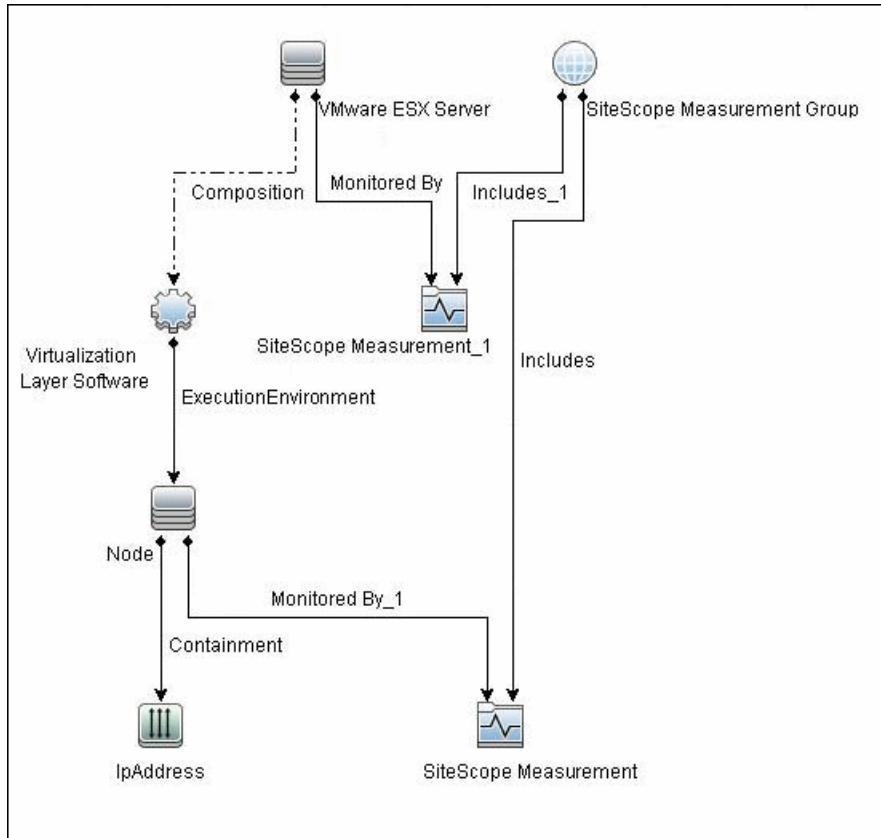 VMware ESX Server
SiteScope Measurement Group
Monitored By
Composition
Includes_1
SiteScope Measurement_1
Virtualization
Layer Software
Includes
ExecutionEnvironment
Node
Monitored By_1
Containment
IpAddress
SiteScope Measurement